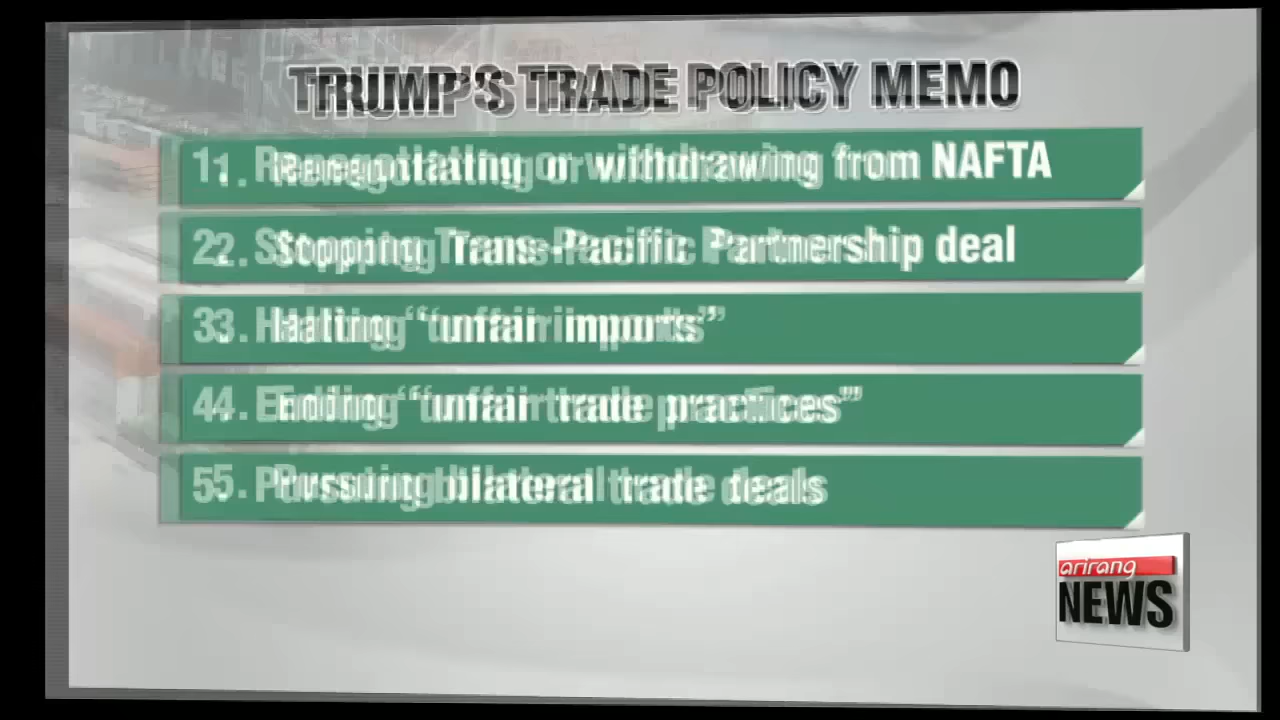 TRUMP'S TRADE POLICY MEMO
1. Renegotiating or withdrawing from NAFTA
2. Stopping Trans-Pacific Partnership deal
3. Halting “unfair imports”
4. Ending “unfair trade practices”
5. Pursuing bilateral trade deals
arirang
NEWS